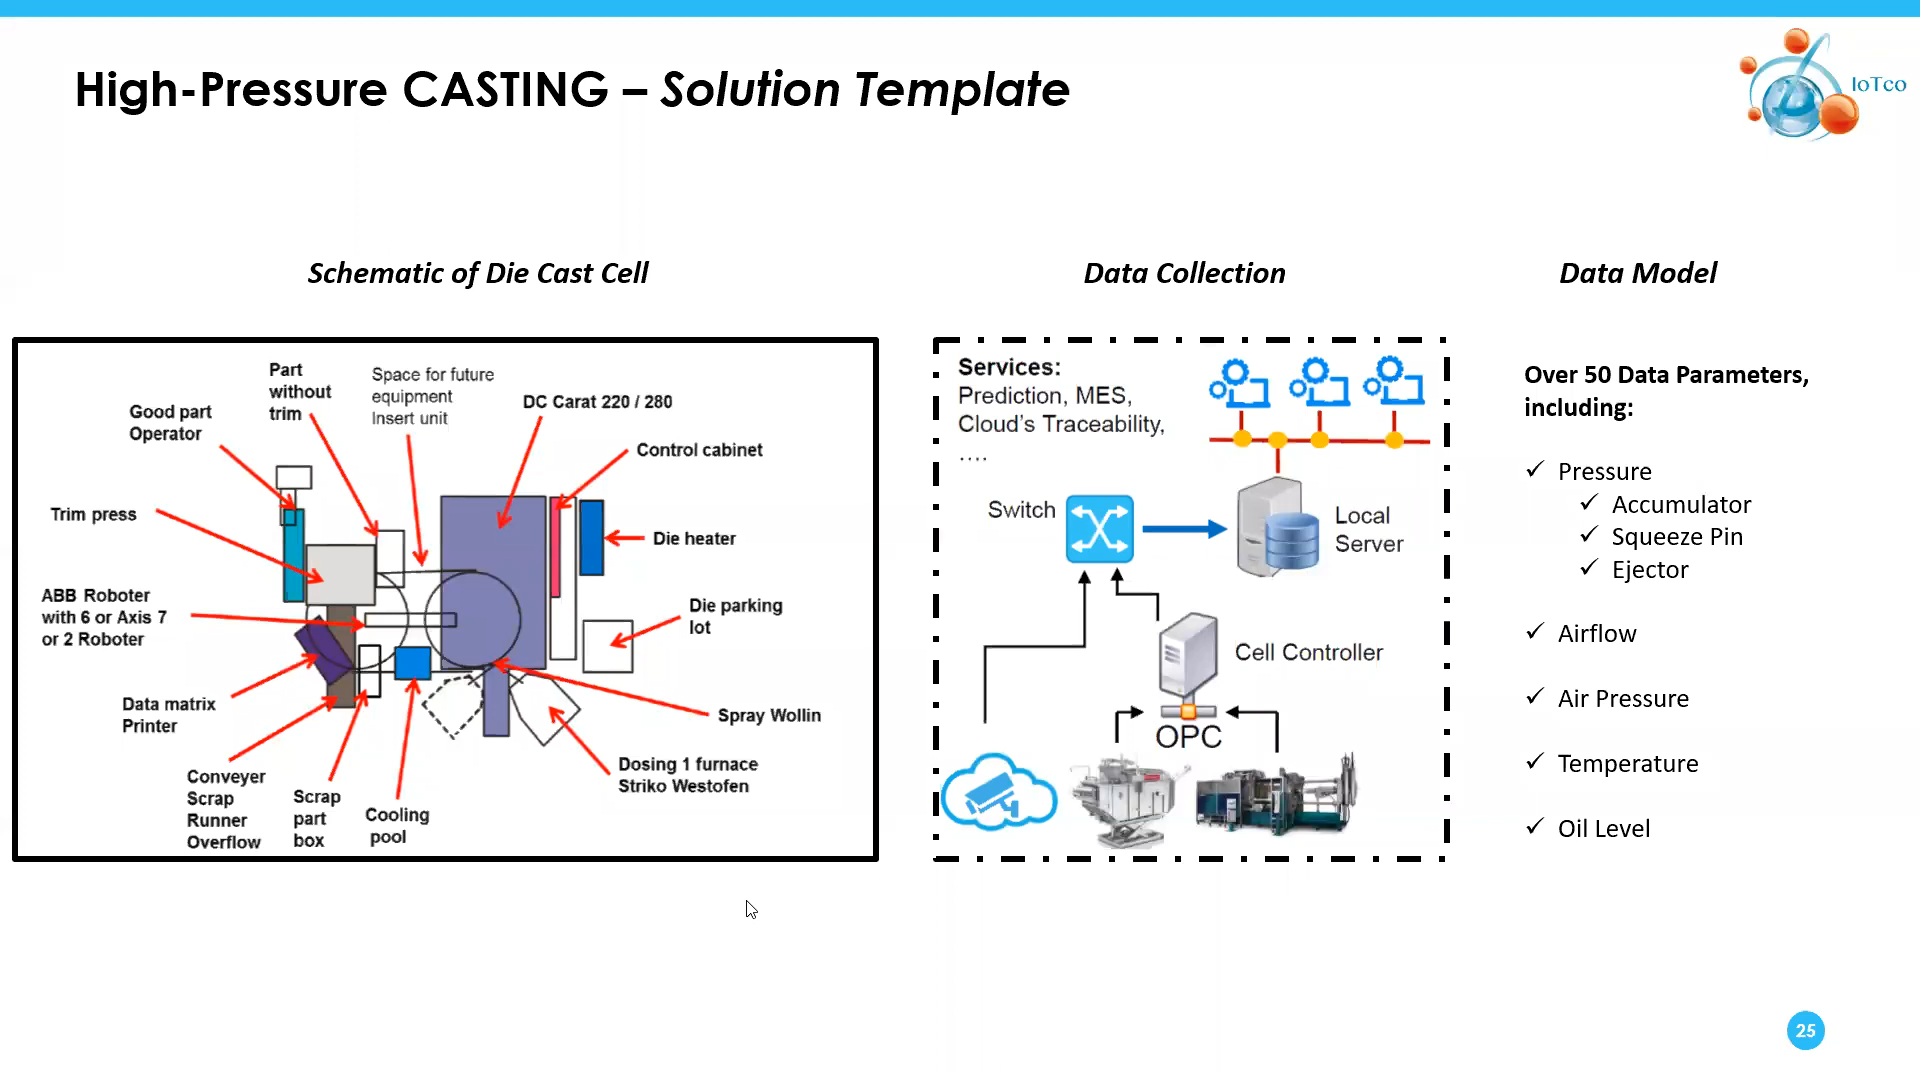 High-Pressure CASTING – Solution Template
IoTco
Schematic of Die Cast Cell
Part
without
trim
Space for future
equipment
Insert unit
DC Carat 220 / 280
Good part
Operator
Control cabinet
Trim press
Die heater
ABB Roboter
with 6 or Axis 7
or 2 Roboter
Die parking
lot
Data matrix
Printer
Spray Wollin
Conveyer
Scrap
Runner
Overflow
Scrap
part
box
Cooling
pool
Dosing 1 furnace
Striko Westofen
Data Collection
Services:
Prediction, MES,
Cloud's Traceability,
....
Switch
Local
Server
Cell Controller
OPC
Data Model
Over 50 Data Parameters,
including:
✓ Pressure
✓ Accumulator
✓ Squeeze Pin
✓ Ejector
✓ Airflow
✓ Air Pressure
✓ Temperature
✓ Oil Level
25